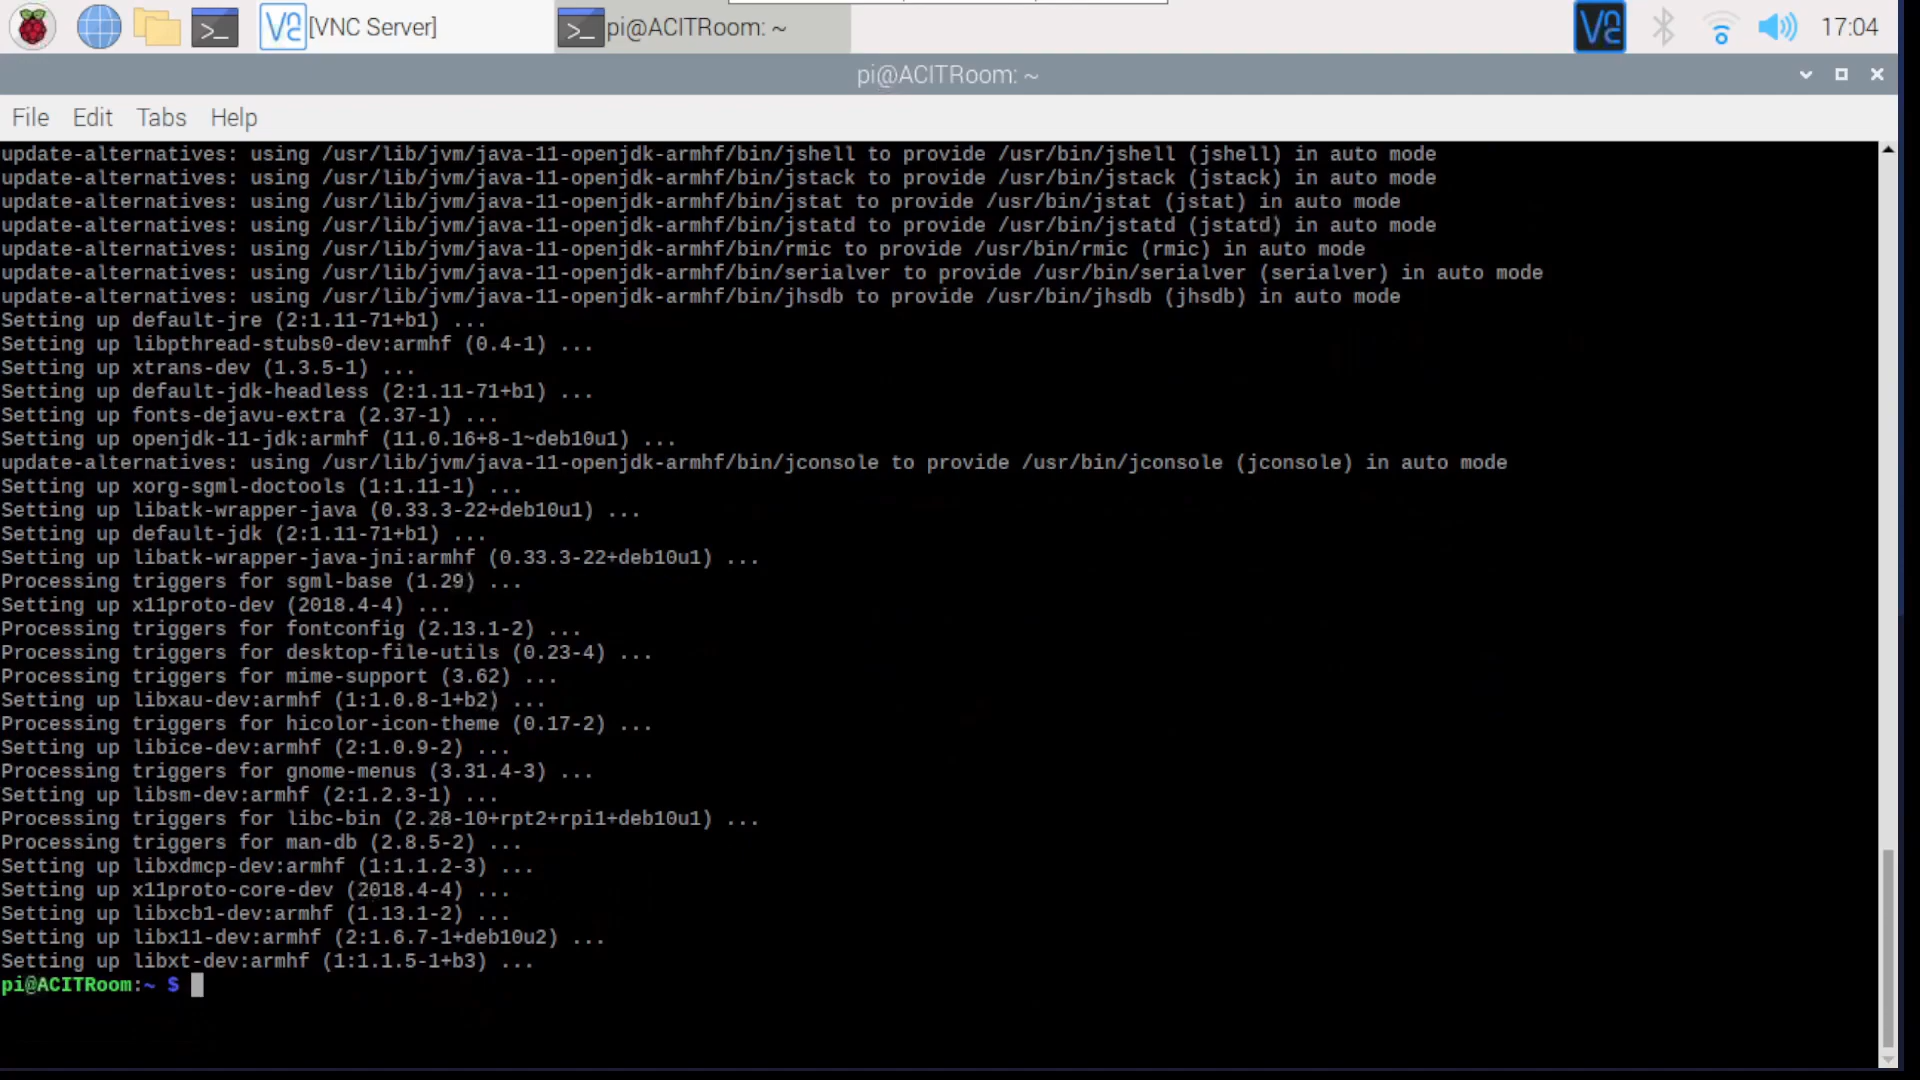 [VNC Server]
pi@ACITRoom: ~
17:04
pi@ACITRoom: ~
File Edit Tabs Help
update-alternatives: using /usr/lib/jvm/java-11-openjdk-armhf/bin/jshell to provide /usr/bin/jshell (jshell) in auto mode
update-alternatives: using /usr/lib/jvm/java-11-openjdk-armhf/bin/jstack to provide /usr/bin/jstack (jstack) in auto mode
update-alternatives: using /usr/lib/jvm/java-11-openjdk-armhf/bin/jstat to provide /usr/bin/jstat (jstat) in auto mode
update-alternatives: using /usr/lib/jvm/java-11-openjdk-armhf/bin/jstatd to provide /usr/bin/jstatd (jstatd) in auto mode
update-alternatives: using /usr/lib/jvm/java-11-openjdk-armhf/bin/rmic to provide /usr/bin/rmic (rmic) in auto mode
update-alternatives: using /usr/lib/jvm/java-11-openjdk-armhf/bin/serialver to provide /usr/bin/serialver (serialver) in auto mode
update-alternatives: using /usr/lib/jvm/java-11-openjdk-armhf/bin/jhsdb to provide /usr/bin/jhsdb (jhsdb) in auto mode
Setting up default-jre (2:1.11-71+b1) ...
Setting up libpthread-stubs0-dev:armhf (0.4-1) ...
Setting up xtrans-dev (1.3.5-1) ...
Setting up default-jdk-headless (2:1.11-71+b1) ...
Setting up fonts-dejavu-extra (2.37-1) ...
Setting up openjdk-11-jdk:armhf (11.0.16+8-1~deb10u1) ...
update-alternatives: using /usr/lib/jvm/java-11-openjdk-armhf/bin/jconsole to provide /usr/bin/jconsole (jconsole) in auto mode
Setting up xorg-sgml-doctools (1:1.11-1) ...
Setting up libatk-wrapper-java (0.33.3-22+deb10u1) ...
Setting up default-jdk (2:1.11-71+b1) ...
Setting up libatk-wrapper-java-jni:armhf (0.33.3-22+deb10u1) ...
Processing triggers for sgml-base (1.29) ...
Setting up x11proto-dev (2018.4-4) ...
Processing triggers for fontconfig (2.13.1-2) ...
Processing triggers for desktop-file-utils (0.23-4) ...
Processing triggers for mime-support (3.62) ...
Setting up libxau-dev:armhf (1:1.0.8-1+b2) ...
Processing triggers for hicolor-icon-theme (0.17-2) ...
Setting up libice-dev:armhf (2:1.0.9-2) ...
Processing triggers for gnome-menus (3.31.4-3) ...
Setting up libsm-dev:armhf (2:1.2.3-1) ...
Processing triggers for libc-bin (2.28-10+rpt2+rpi1+deb10u1) ...
Processing triggers for man-db (2.8.5-2) ...
Setting up libxdmcp-dev:armhf (1:1.1.2-3) ...
Setting up x11proto-core-dev (2018.4-4) ...
Setting up libxcb1-dev:armhf (1.13.1-2) ...
Setting up libx11-dev:armhf (2:1.6.7-1+deb10u2) ...
Setting up libxt-dev:armhf (1:1.1.5-1+b3) ...
pi@ACITRoom:~ $